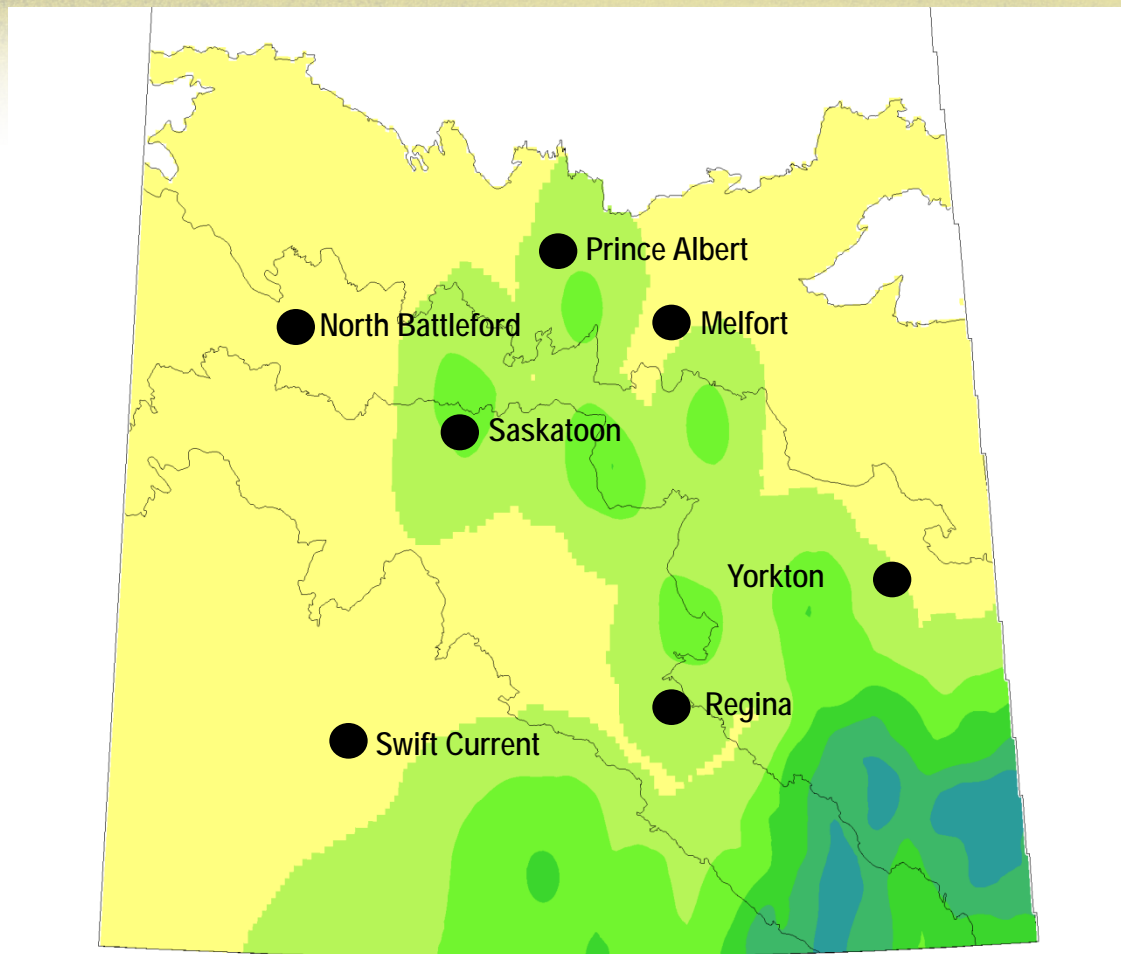 Prince Albert
North Battleford
Melfort
Saskatoon
Yorkton
Regina
Swift Current